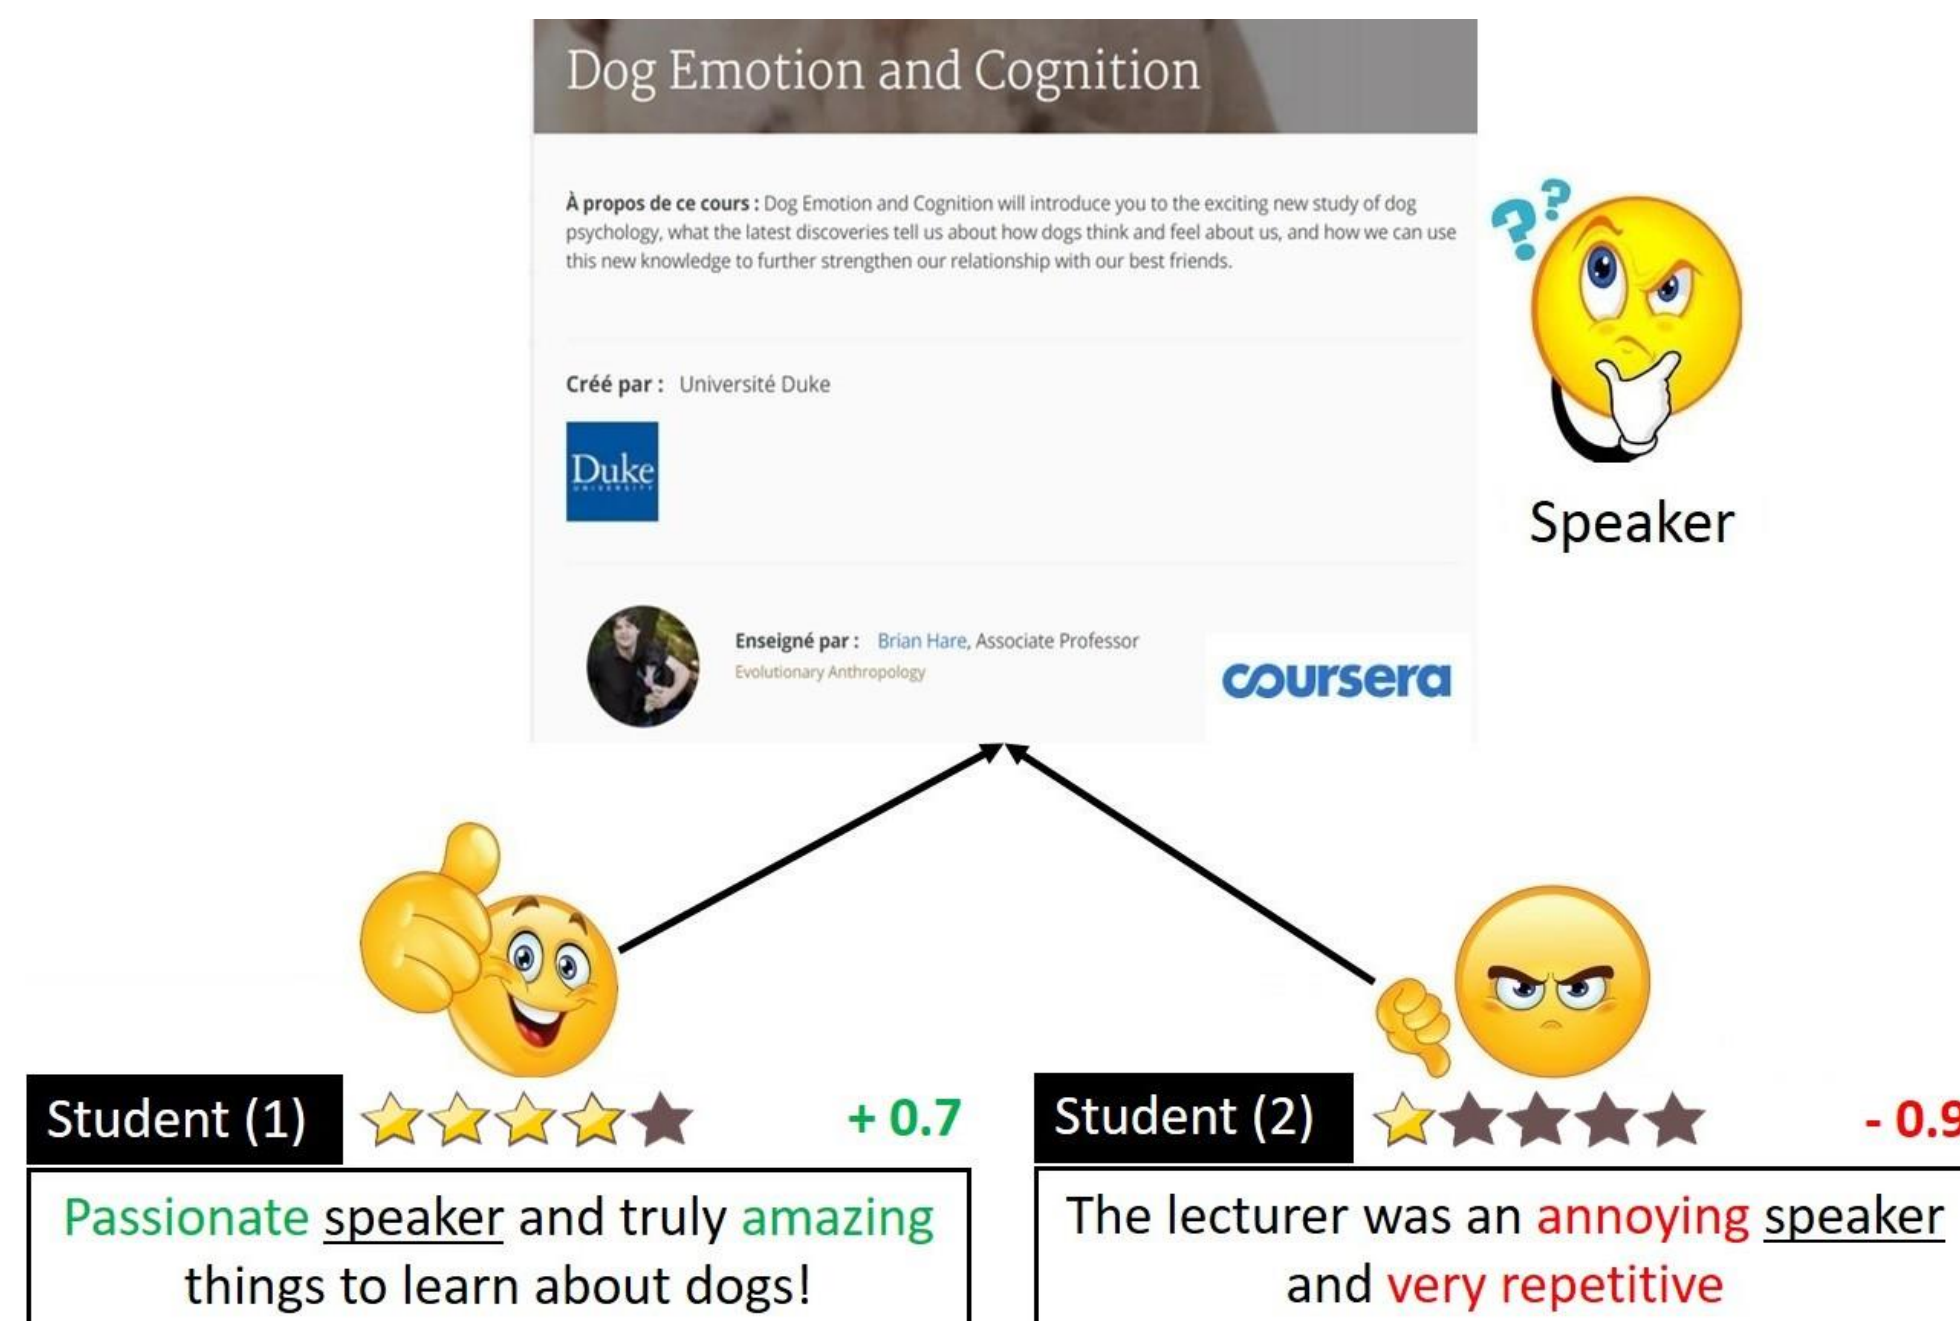 Dog Emotion and Cognition
À propos de ce cours : Dog Emotion and Cognition will introduce you to the exciting new study of dog
psychology, what the latest discoveries tell us about how dogs think and feel about us, and how we can use
this new knowledge to further strengthen our relationship with our best friends.
??
Speaker
Créé par : Université Duke
Duke
UNIVERSITY
Enseigné par : Brian Hare, Associate Professor
Evolutionary Anthropology
coursera
Student (1)
+ 0.7
Passionate speaker and truly amazing
things to learn about dogs!
Student (2)
- 0.9
The lecturer was an annoying speaker
and very repetitive